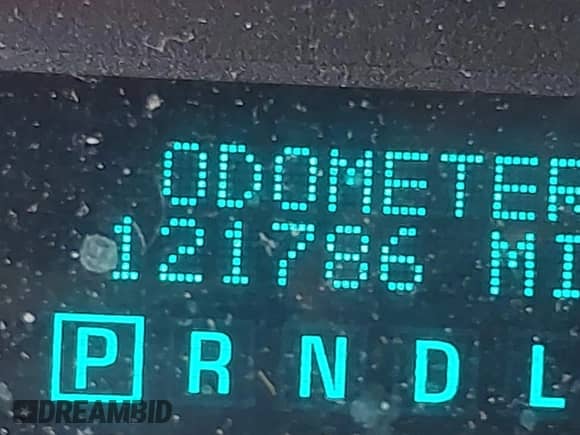 ODOMETER
121786 MI
P R N D L
DREAMBID